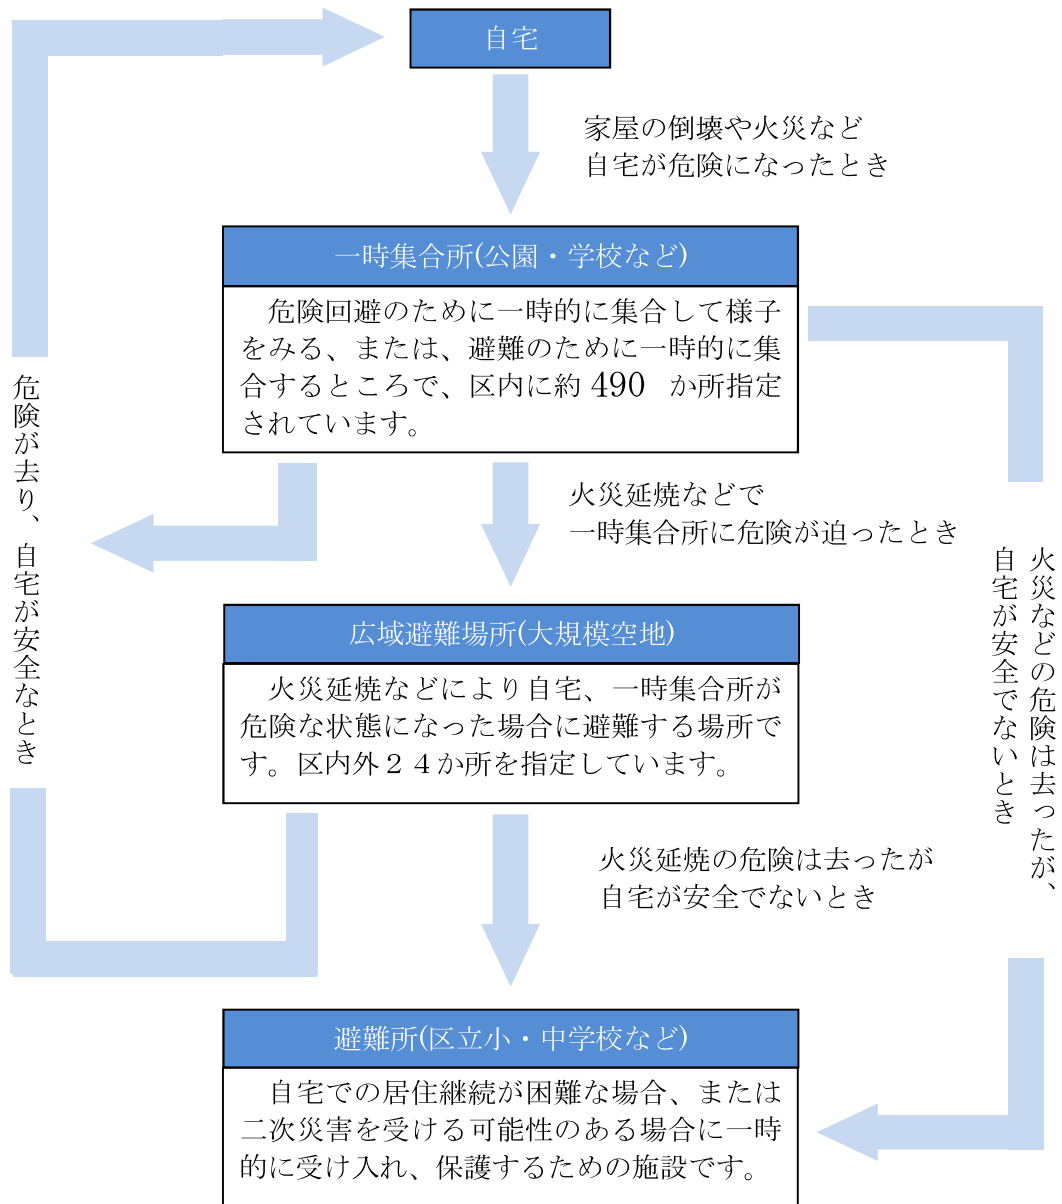 自宅
家屋の倒壊や火災など
自宅が危険になったとき
一時集合所(公園・学校など)
危険回避のために一時的に集合して様子
をみる、または、避難のために一時的に集
合するところで、区内に約 490 か所指定
されています。
危険が去り、自宅が安全なとき
火災延焼などで
一時集合所に危険が迫ったとき
火災などの危険は去ったが、
自宅が安全でないとき
広域避難場所(大規模空地)
火災延焼などにより自宅、一時集合所が
危険な状態になった場合に避難する場所で
す。区内外２４か所を指定しています。
火災延焼の危険は去ったが
自宅が安全でないとき
避難所(区立小・中学校など)
自宅での居住継続が困難な場合、または
二次災害を受ける可能性のある場合に一時
的に受け入れ、保護するための施設です。